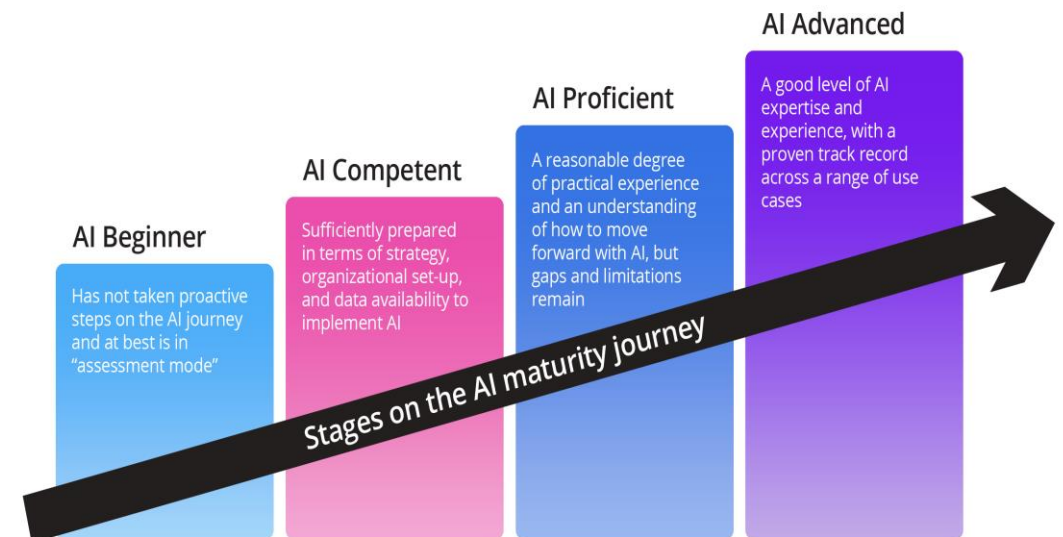 AI Beginner
Has not taken proactive
steps on the AI journey
and at best is in
“assessment mode”
AI Competent
Sufficiently prepared
in terms of strategy,
organizational set-up,
and data availability to
implement AI
AI Proficient
A reasonable degree
of practical experience
and an understanding
of how to move
forward with AI, but
gaps and limitations
remain
AI Advanced
A good level of AI
expertise and
experience, with a
proven track record
across a range of use
cases
Stages on the AI maturity journey